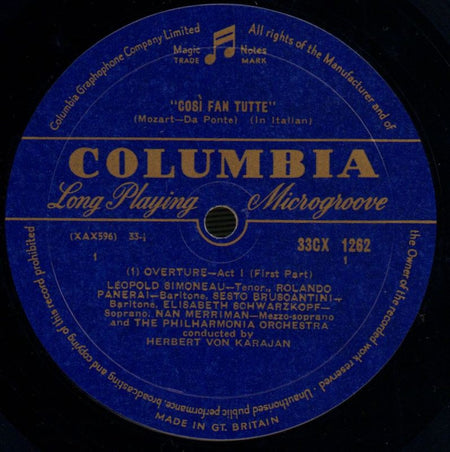 Columbia Graphophone Company Limited
All rights of the Manufacturer and of
the Owner of the recorded work reserved · Unauthorised public performance, broadcasting and copying of this record prohibited
Magic Notes
TRADE MARK
"COSÌ FAN TUTTE"
(Mozart—Da Ponte) (In Italian)
COLUMBIA
Long Playing Microgroove
(XAX596) 33⅓
33CX 1262
1 1
(1) OVERTURE—Act I (First Part)
LEOPOLD SIMONEAU—Tenor., ROLANDO
PANERAI—Baritone, SESTO BRUSCANTINI—
Baritone, ELISABETH SCHWARZKOPF—
Soprano, NAN MERRIMAN—Mezzo-soprano
and THE PHILHARMONIA ORCHESTRA
conducted by
HERBERT VON KARAJAN
MADE IN GT. BRITAIN